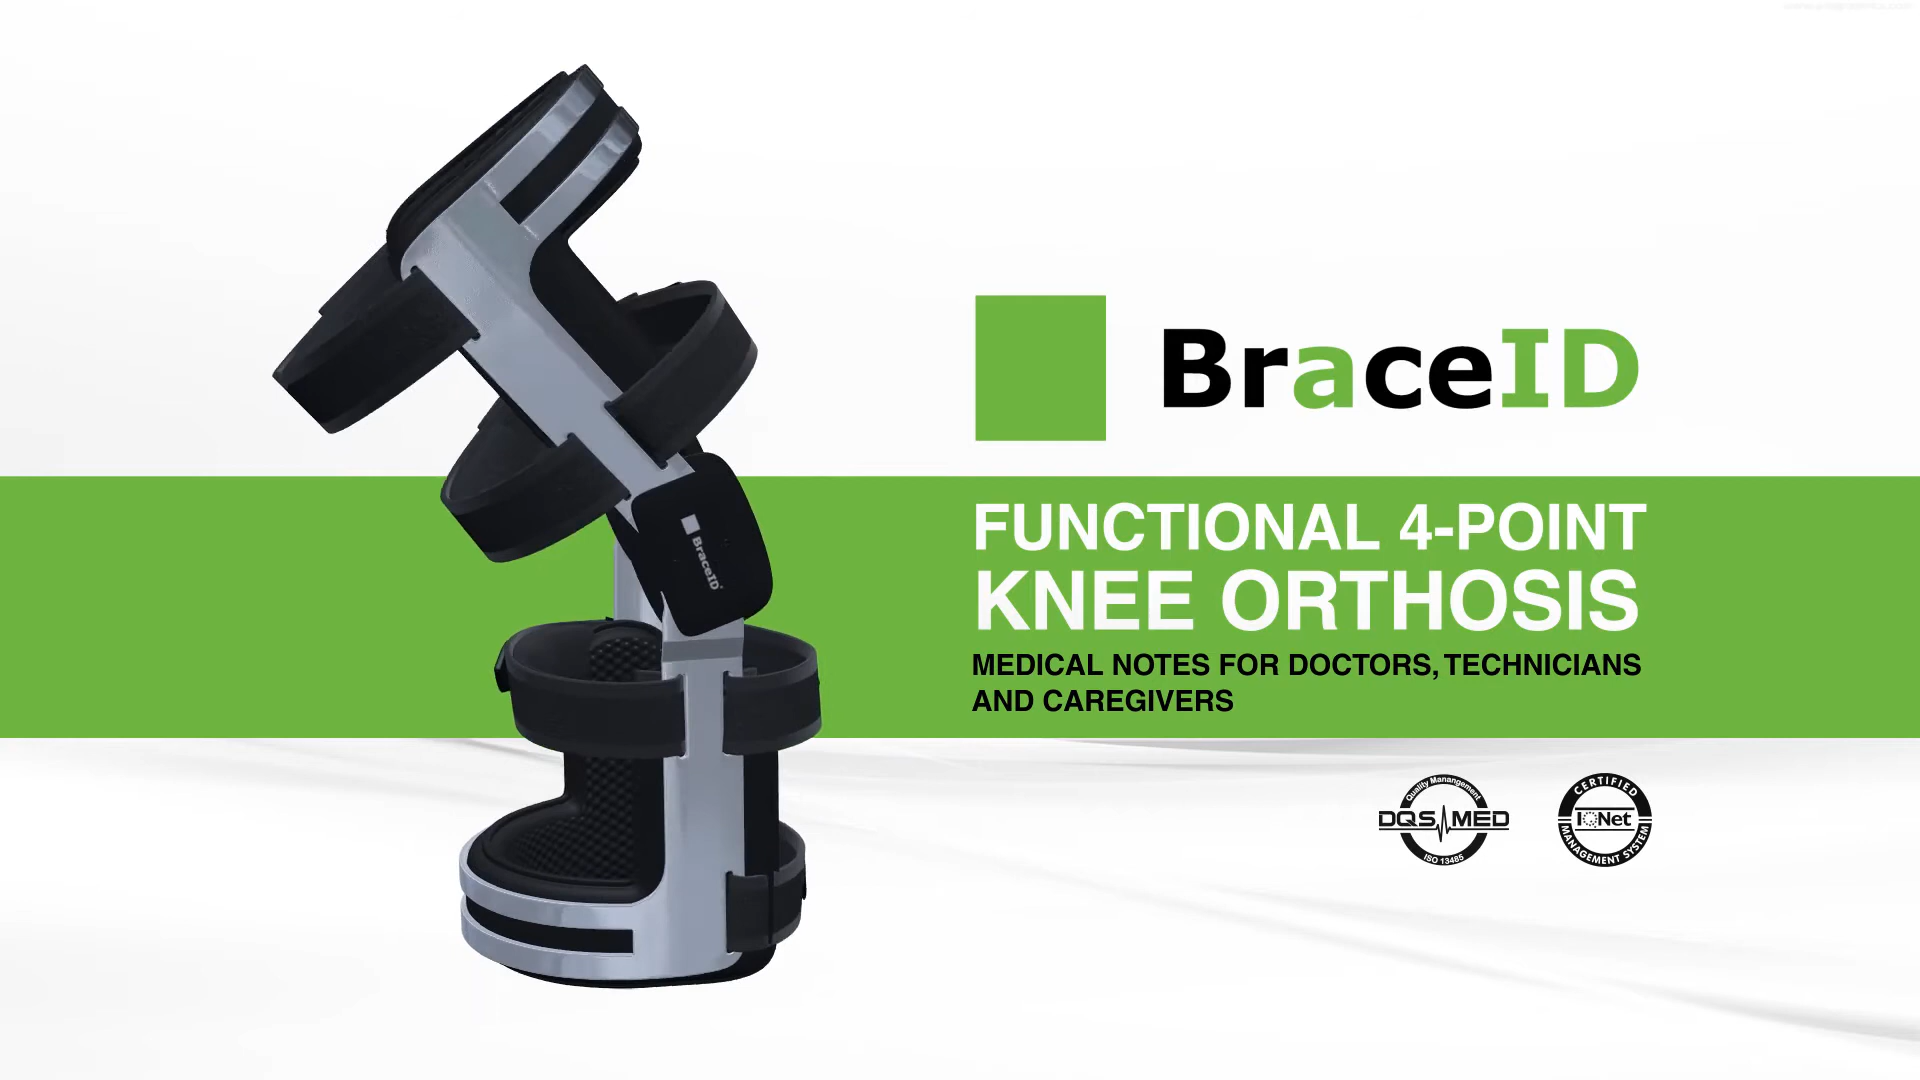 BraceID
FUNCTIONAL 4-POINT
KNEE ORTHOSIS
MEDICAL NOTES FOR DOCTORS, TECHNICIANS
AND CAREGIVERS
BraceID
Quality Manangement
DQS MED
ISO 13485
CERTIFIED
IQNet
MANAGEMENT SYSTEM